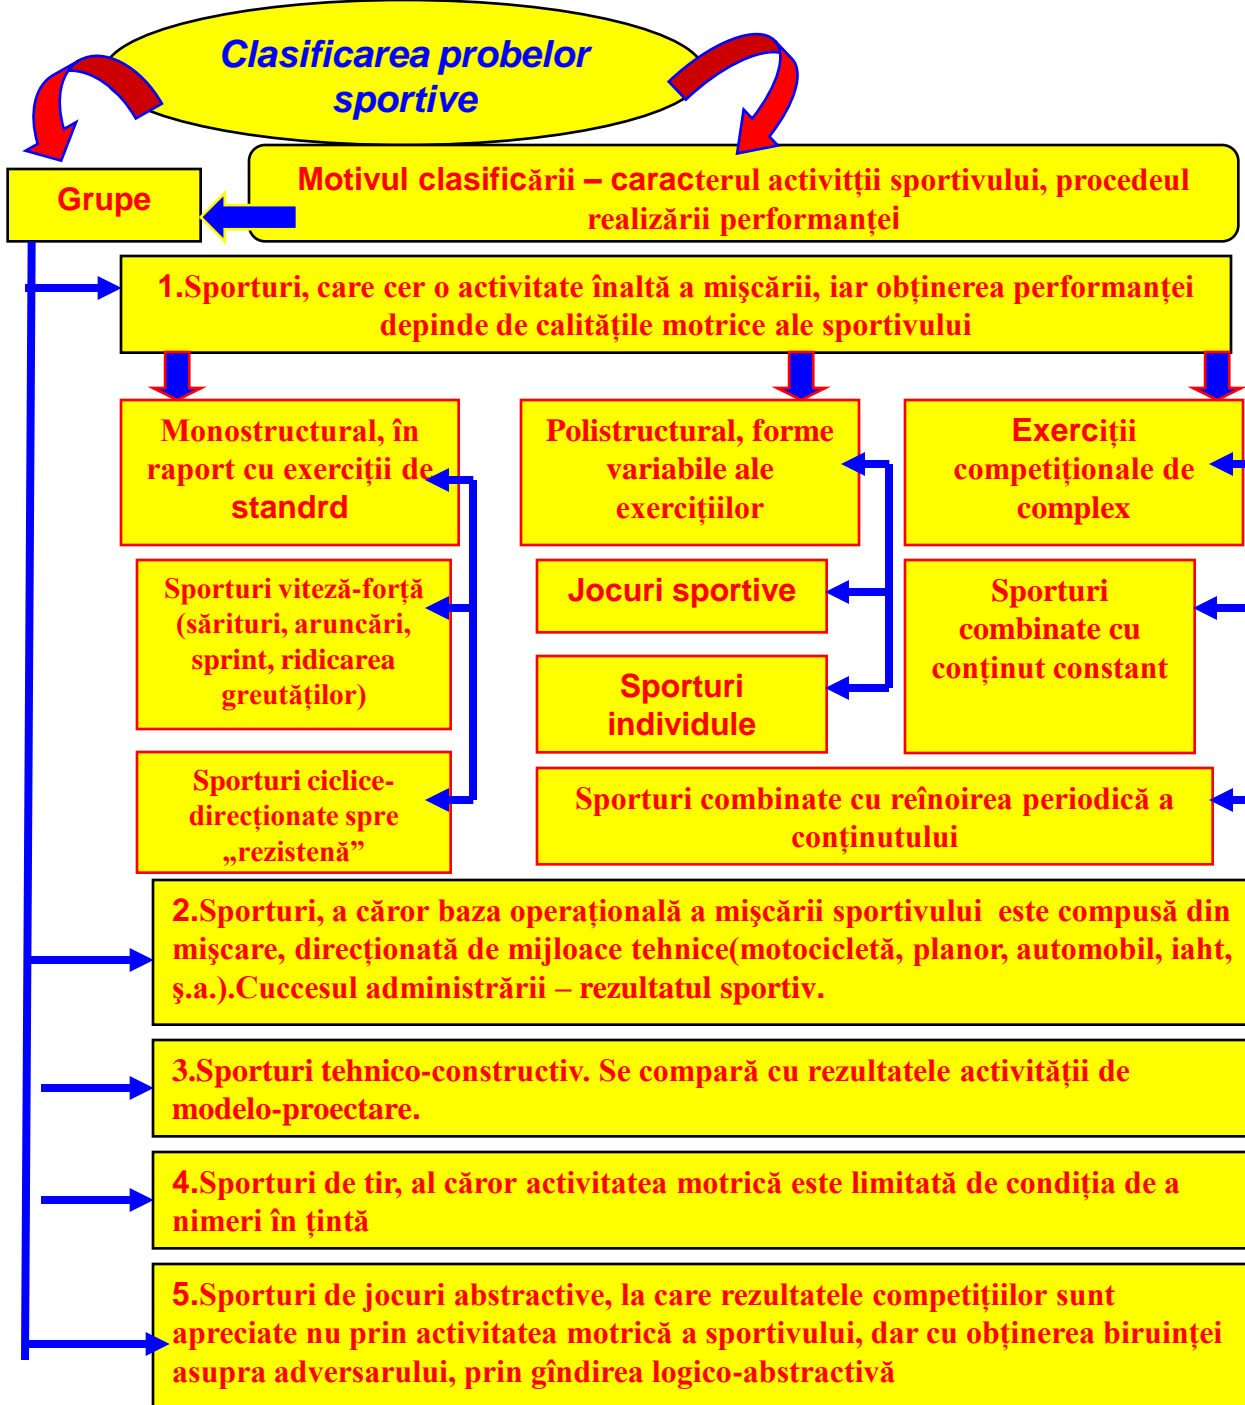 Clasificarea probelor
sportive
Grupe
Motivul clasificării – caracterul activitții sportivului, procedeul
realizării performanței
1.Sporturi, care cer o activitate înaltă a mişcării, iar obținerea performanței
depinde de calitățile motrice ale sportivului
Monostructural, în
raport cu exerciții de
standrd
Sporturi viteză-forță
(sărituri, aruncări,
sprint, ridicarea
greutăților)
Sporturi ciclice-
direcționate spre
„rezistenă”
Polistructural, forme
variabile ale
exercițiilor
Jocuri sportive
Sporturi
individule
Exerciții
competiționale de
complex
Sporturi
combinate cu
conținut constant
Sporturi combinate cu reînoirea periodică a
conținutului
2.Sporturi, a căror baza operațională a mişcării sportivului este compusă din
mişcare, direcționată de mijloace tehnice(motocicletă, planor, automobil, iaht,
ş.a.).Cuccesul administrării – rezultatul sportiv.
3.Sporturi tehnico-constructiv. Se compară cu rezultatele activității de
modelo-proectare.
4.Sporturi de tir, al căror activitatea motrică este limitată de condiția de a
nimeri în țintă
5.Sporturi de jocuri abstractive, la care rezultatele competițiilor sunt
apreciate nu prin activitatea motrică a sportivului, dar cu obținerea biruinței
asupra adversarului, prin gîndirea logico-abstractivă